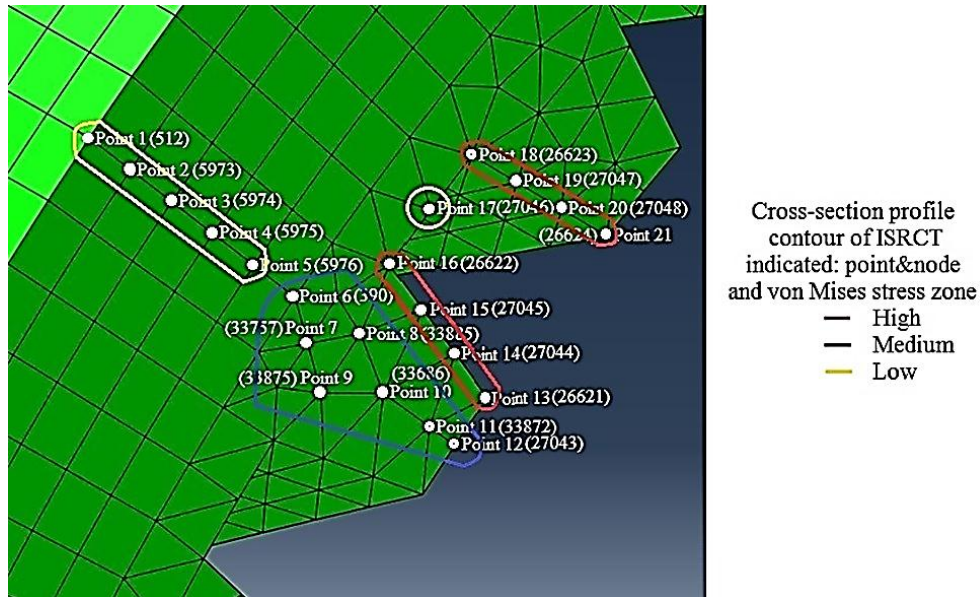 Point 1 (512)
Point 2 (5973)
Point 3 (5974)
Point 4 (5975)
Point 5 (5976)
Point 6 (390)
(33757) Point 7
Point 8 (33885)
(33875) Point 9
(33686)
Point 10
Point 11 (33872)
Point 12 (27043)
Point 13 (26621)
Point 14 (27044)
Point 15 (27045)
Point 16 (26622)
Point 17 (27046)
Point 18 (26623)
Point 19 (27047)
Point 20 (27048)
(26624) Point 21
Cross-section profile
contour of ISRCT
indicated: point&node
and von Mises stress zone
High
Medium
Low